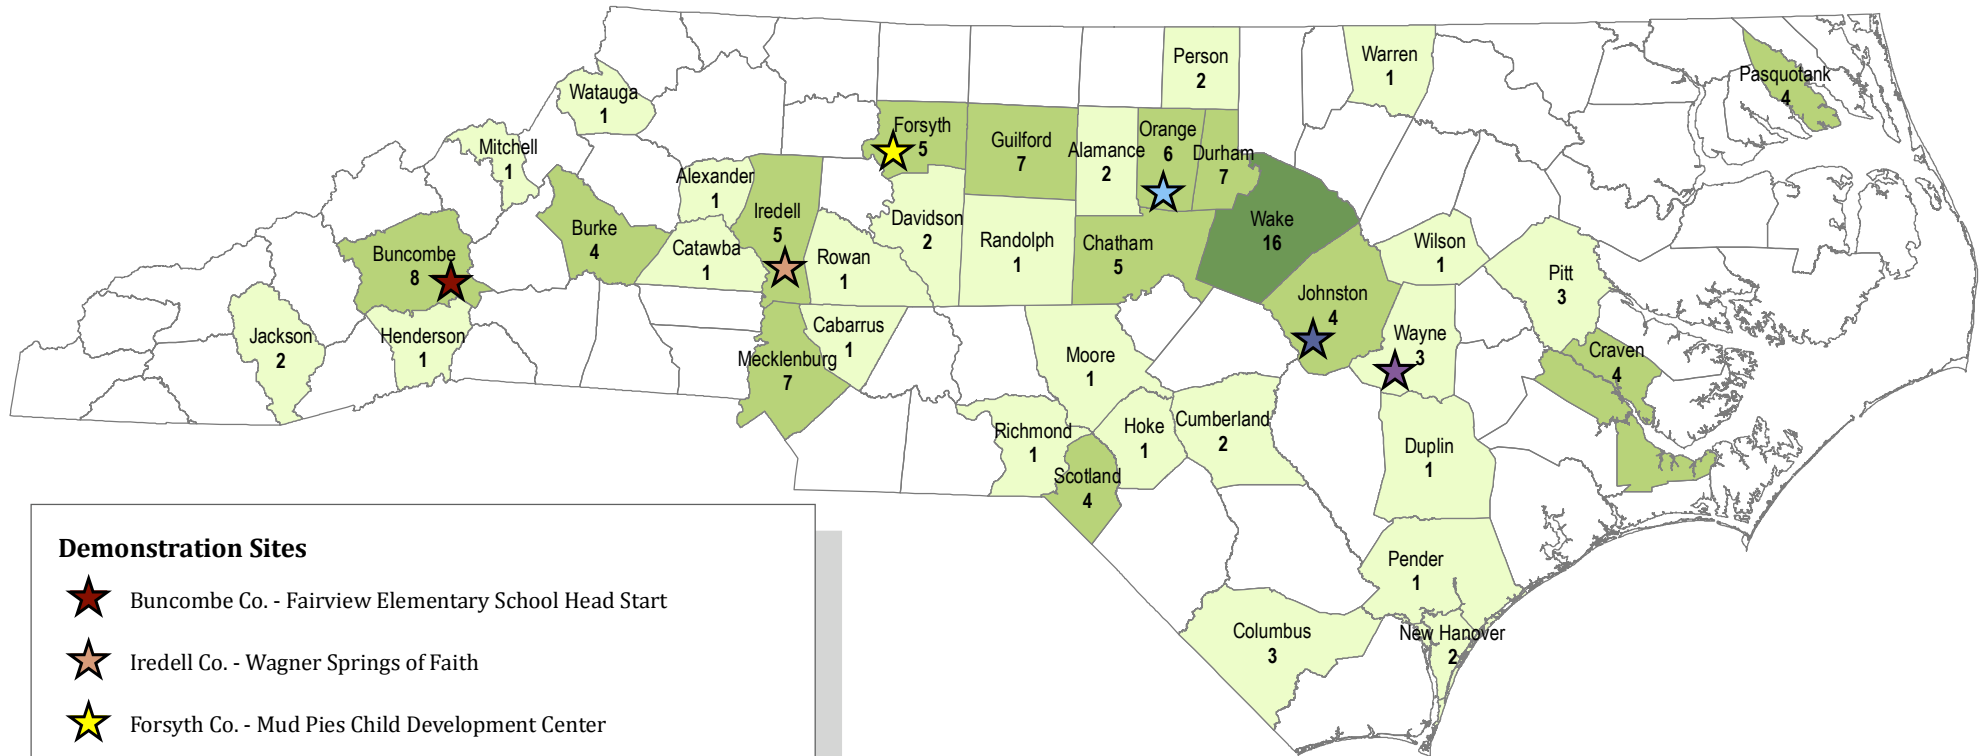 Person
2
Warren
1
Pasquotank
4
Watauga
1
Forsyth
5
Guilford
7
Alamance
2
Orange
6
Durham
7
Mitchell
1
Alexander
1
Iredell
5
Davidson
2
Randolph
1
Chatham
5
Wake
16
Wilson
1
Pitt
3
Burke
4
Buncombe
8
Catawba
1
Rowan
1
Johnston
4
Wayne
3
Craven
4
Jackson
2
Henderson
1
Mecklenburg
7
Cabarrus
1
Moore
1
Richmond
1
Hoke
1
Cumberland
2
Duplin
1
Scotland
4
Pender
1
Columbus
3
New Hanover
2
Demonstration Sites
Buncombe Co. - Fairview Elementary School Head Start
Iredell Co. - Wagner Springs of Faith
Forsyth Co. - Mud Pies Child Development Center